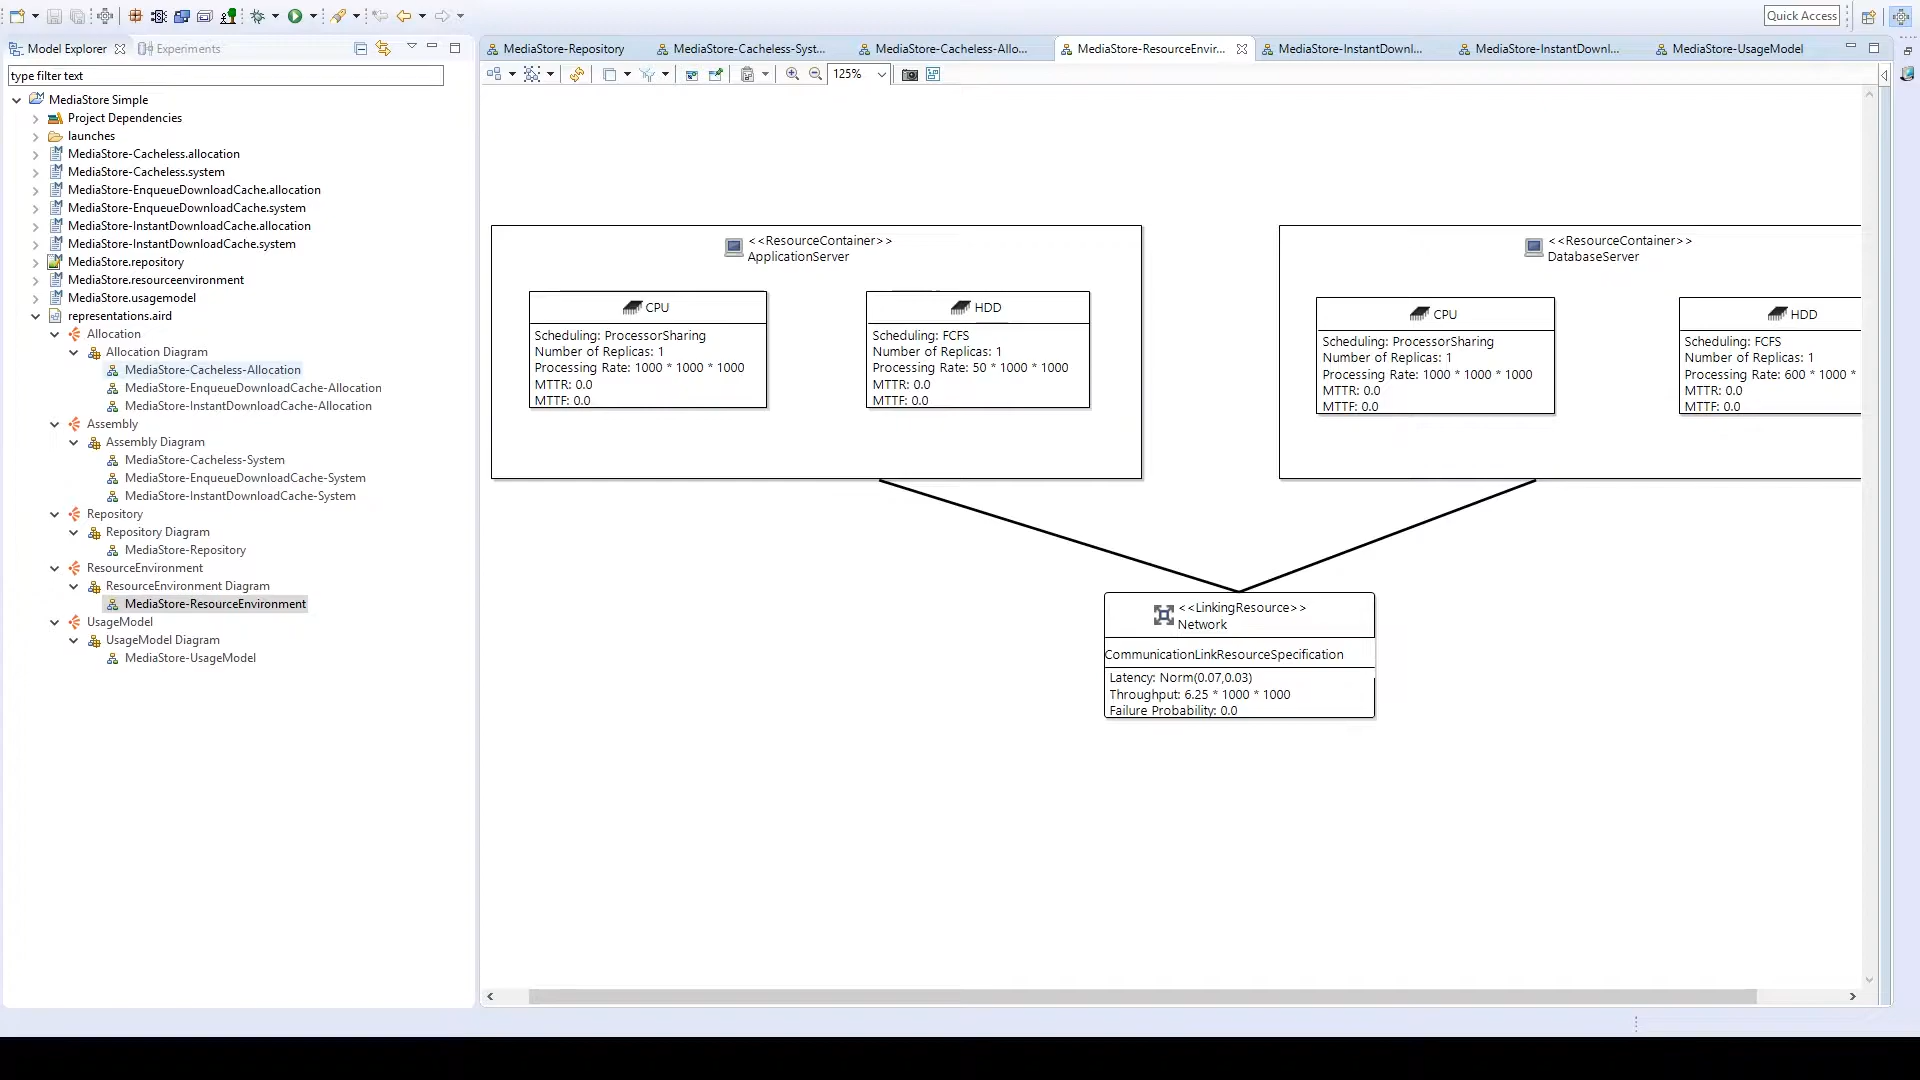 Quick Access
Model Explorer
Experiments
type filter text
MediaStore Simple
Project Dependencies
launches
MediaStore-Cacheless.allocation
MediaStore-Cacheless.system
MediaStore-EnqueueDownloadCache.allocation
MediaStore-EnqueueDownloadCache.system
MediaStore-InstantDownloadCache.allocation
MediaStore-InstantDownloadCache.system
MediaStore.repository
MediaStore.resourceenvironment
MediaStore.usagemodel
representations.aird
Allocation
Allocation Diagram
MediaStore-Cacheless-Allocation
MediaStore-EnqueueDownloadCache-Allocation
MediaStore-InstantDownloadCache-Allocation
Assembly
Assembly Diagram
MediaStore-Cacheless-System
MediaStore-EnqueueDownloadCache-System
MediaStore-InstantDownloadCache-System
Repository
Repository Diagram
MediaStore-Repository
ResourceEnvironment
ResourceEnvironment Diagram
MediaStore-ResourceEnvironment
UsageModel
UsageModel Diagram
MediaStore-UsageModel
MediaStore-Repository
MediaStore-Cacheless-Syst...
MediaStore-Cacheless-Allo...
MediaStore-ResourceEnvir...
MediaStore-InstantDownl...
MediaStore-InstantDownl...
MediaStore-UsageModel
125%
<<ResourceContainer>>
ApplicationServer
CPU
Scheduling: ProcessorSharing
Number of Replicas: 1
Processing Rate: 1000 * 1000 * 1000
MTTR: 0.0
MTTF: 0.0
HDD
Scheduling: FCFS
Number of Replicas: 1
Processing Rate: 50 * 1000 * 1000
MTTR: 0.0
MTTF: 0.0
<<ResourceContainer>>
DatabaseServer
CPU
Scheduling: ProcessorSharing
Number of Replicas: 1
Processing Rate: 1000 * 1000 * 1000
MTTR: 0.0
MTTF: 0.0
HDD
Scheduling: FCFS
Number of Replicas: 1
Processing Rate: 600 * 1000 *
MTTR: 0.0
MTTF: 0.0
<<LinkingResource>>
Network
CommunicationLinkResourceSpecification
Latency: Norm(0.07,0.03)
Throughput: 6.25 * 1000 * 1000
Failure Probability: 0.0